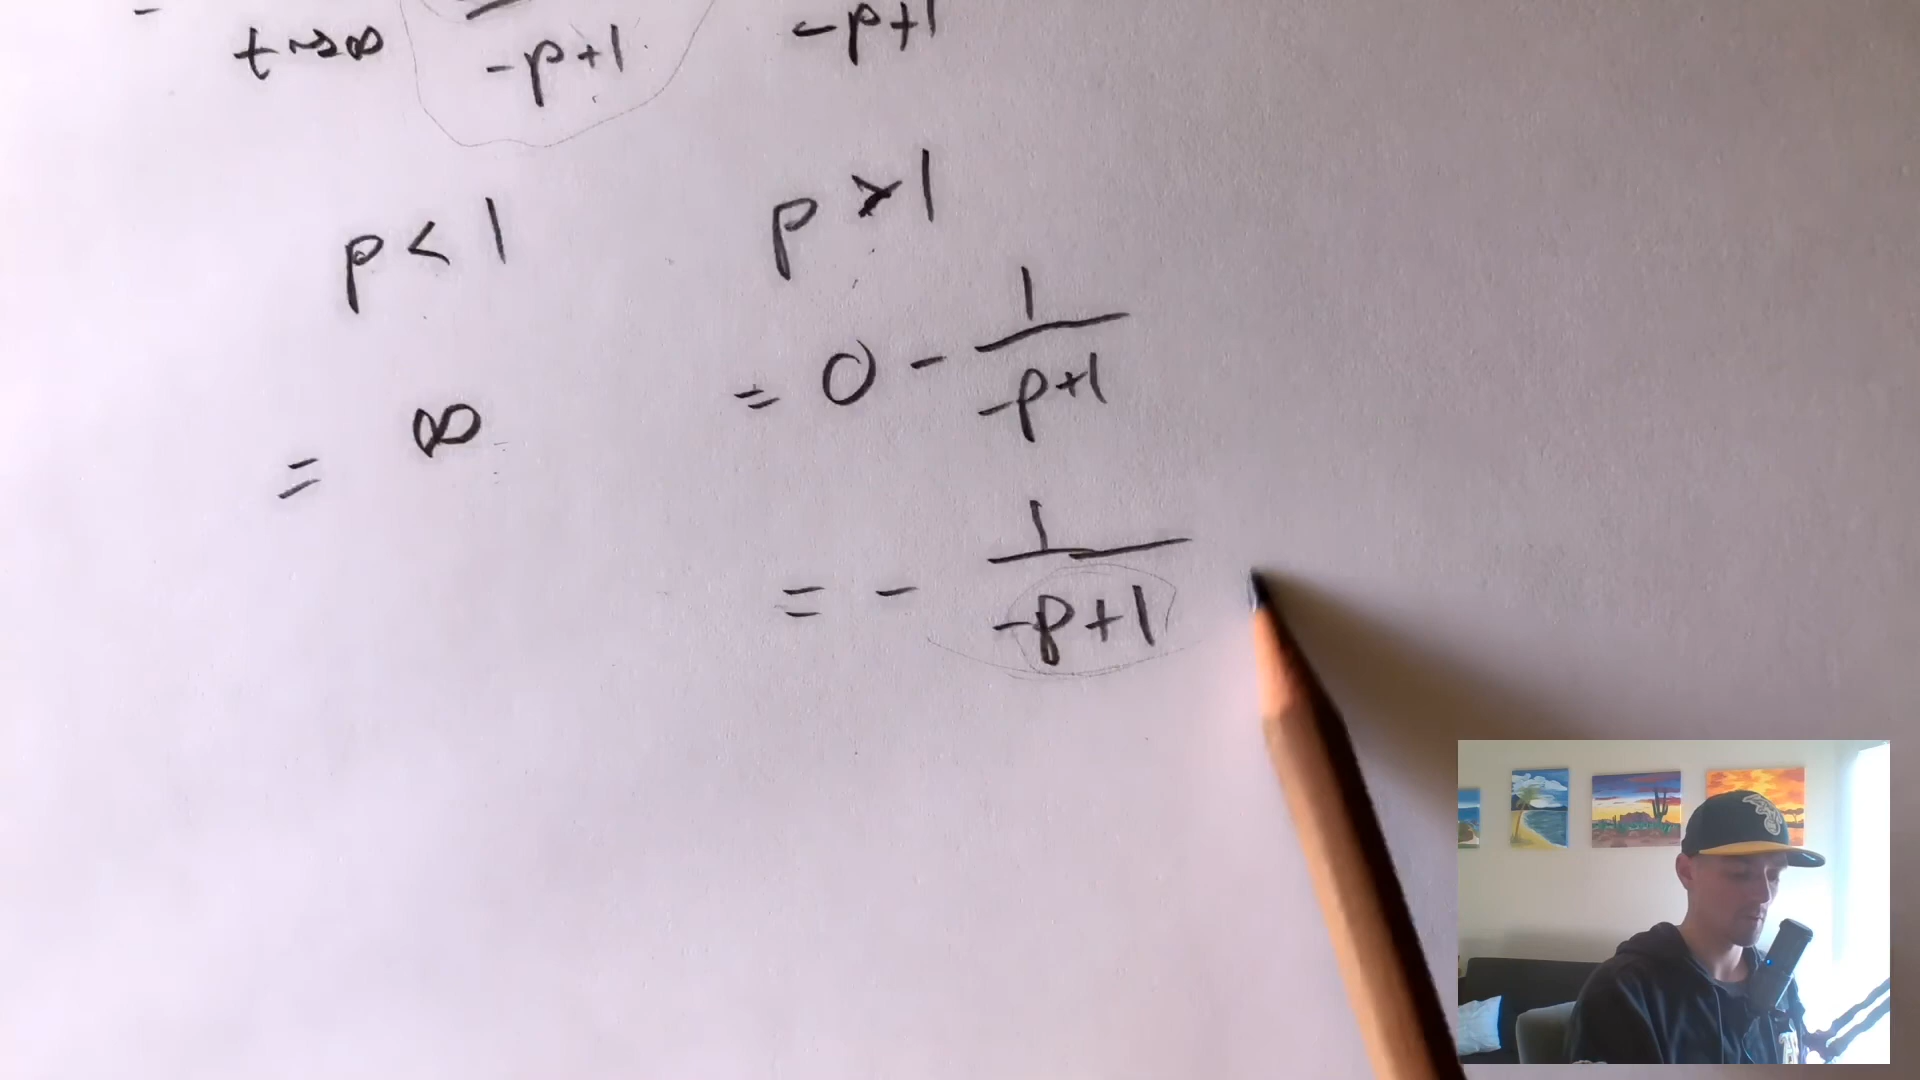 - t→∞ -p+1 -p+1
p < 1 p > 1
= ∞ = 0 - 1/-p+1
= - 1/-p+1